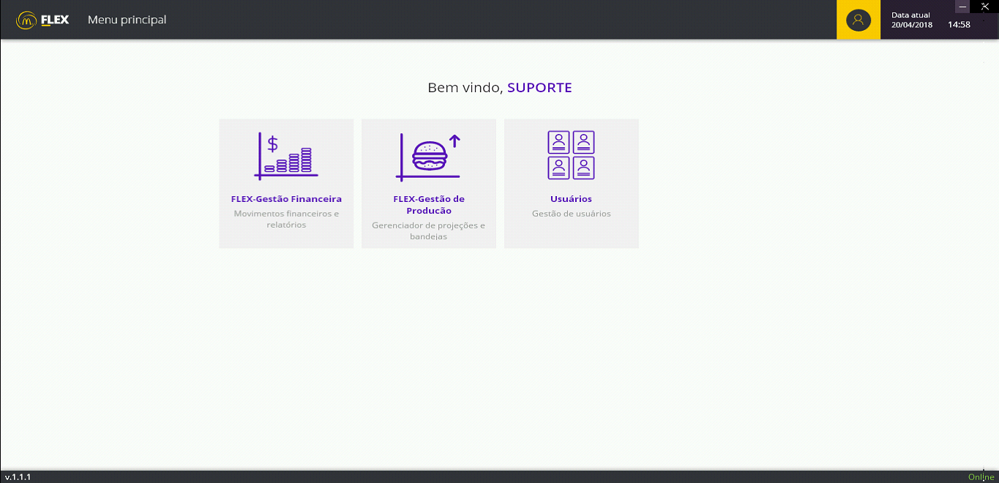 FLEX Menu principal
Data atual
20/04/2018 14:58
Bem vindo, SUPORTE
$
FLEX-Gestão Financeira
Movimentos financeiros e
relatórios
FLEX-Gestão de
Producão
Gerenciador de projeções e
bandejas
Usuários
Gestão de usuários
v.1.1.1
Online